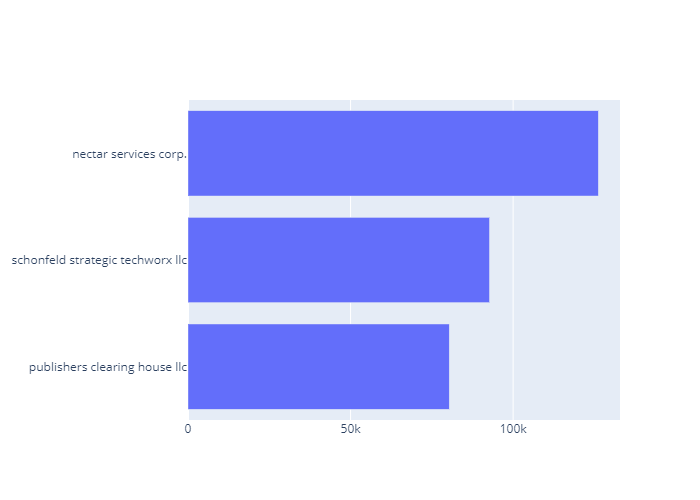 nectar services corp.
schonfeld strategic techworx llc
publishers clearing house llc
0 50k 100k